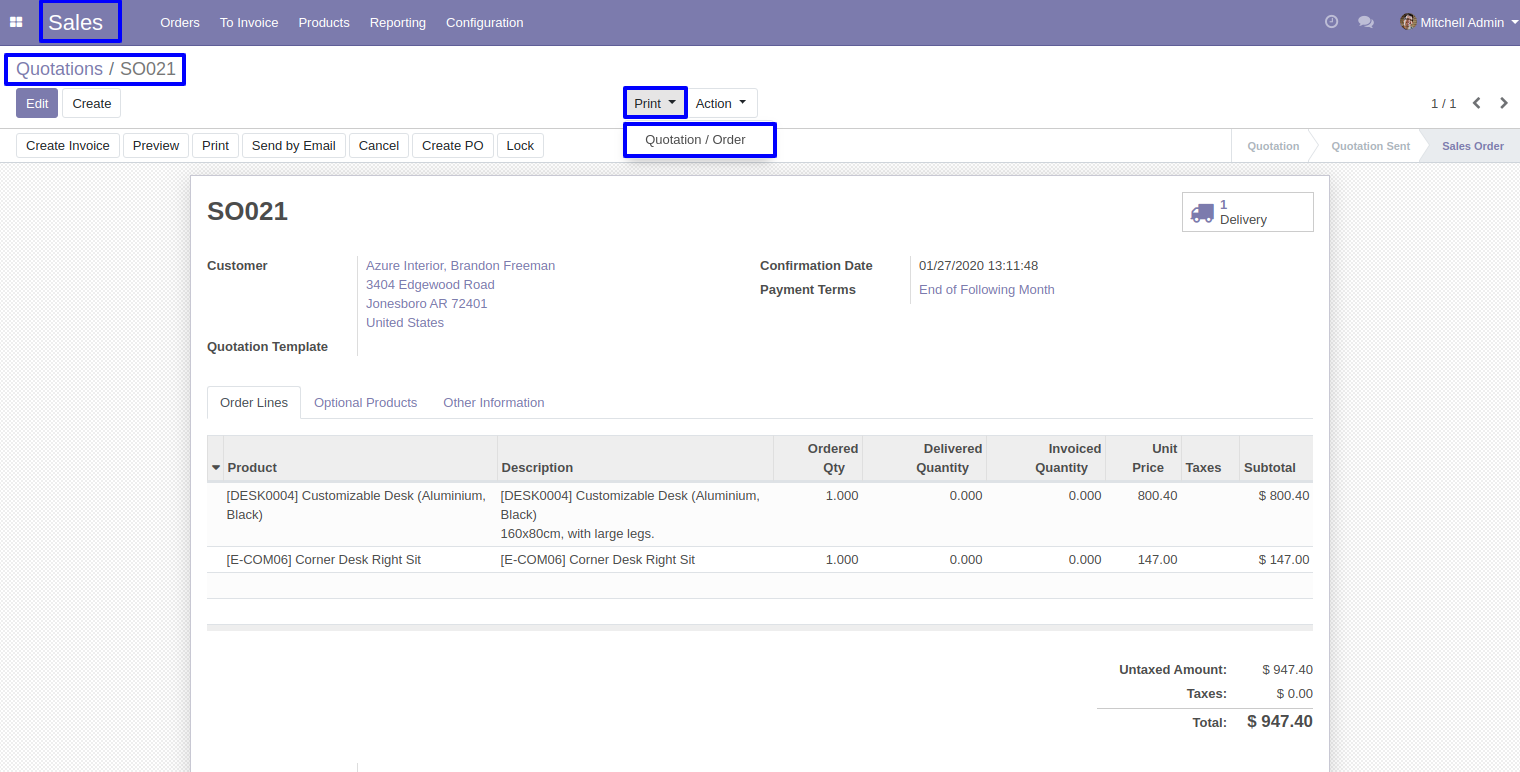 Sales Orders To Invoice Products Reporting Configuration Mitchell Admin
Quotations / SO021
Edit Create Print Action 1 / 1
Quotation / Order
Create Invoice Preview Print Send by Email Cancel Create PO Lock Quotation Quotation Sent Sales Order
SO021
1
Delivery
Customer Azure Interior, Brandon Freeman Confirmation Date 01/27/2020 13:11:48
3404 Edgewood Road Payment Terms End of Following Month
Jonesboro AR 72401
United States
Quotation Template
Order Lines Optional Products Other Information
Ordered Delivered Invoiced Unit
Product Description Qty Quantity Quantity Price Taxes Subtotal
[DESK0004] Customizable Desk (Aluminium, [DESK0004] Customizable Desk (Aluminium, 1.000 0.000 0.000 800.40 $ 800.40
Black) Black)
160x80cm, with large legs.
[E-COM06] Corner Desk Right Sit [E-COM06] Corner Desk Right Sit 1.000 0.000 0.000 147.00 $ 147.00
Untaxed Amount: $ 947.40
Taxes: $ 0.00
Total: $ 947.40